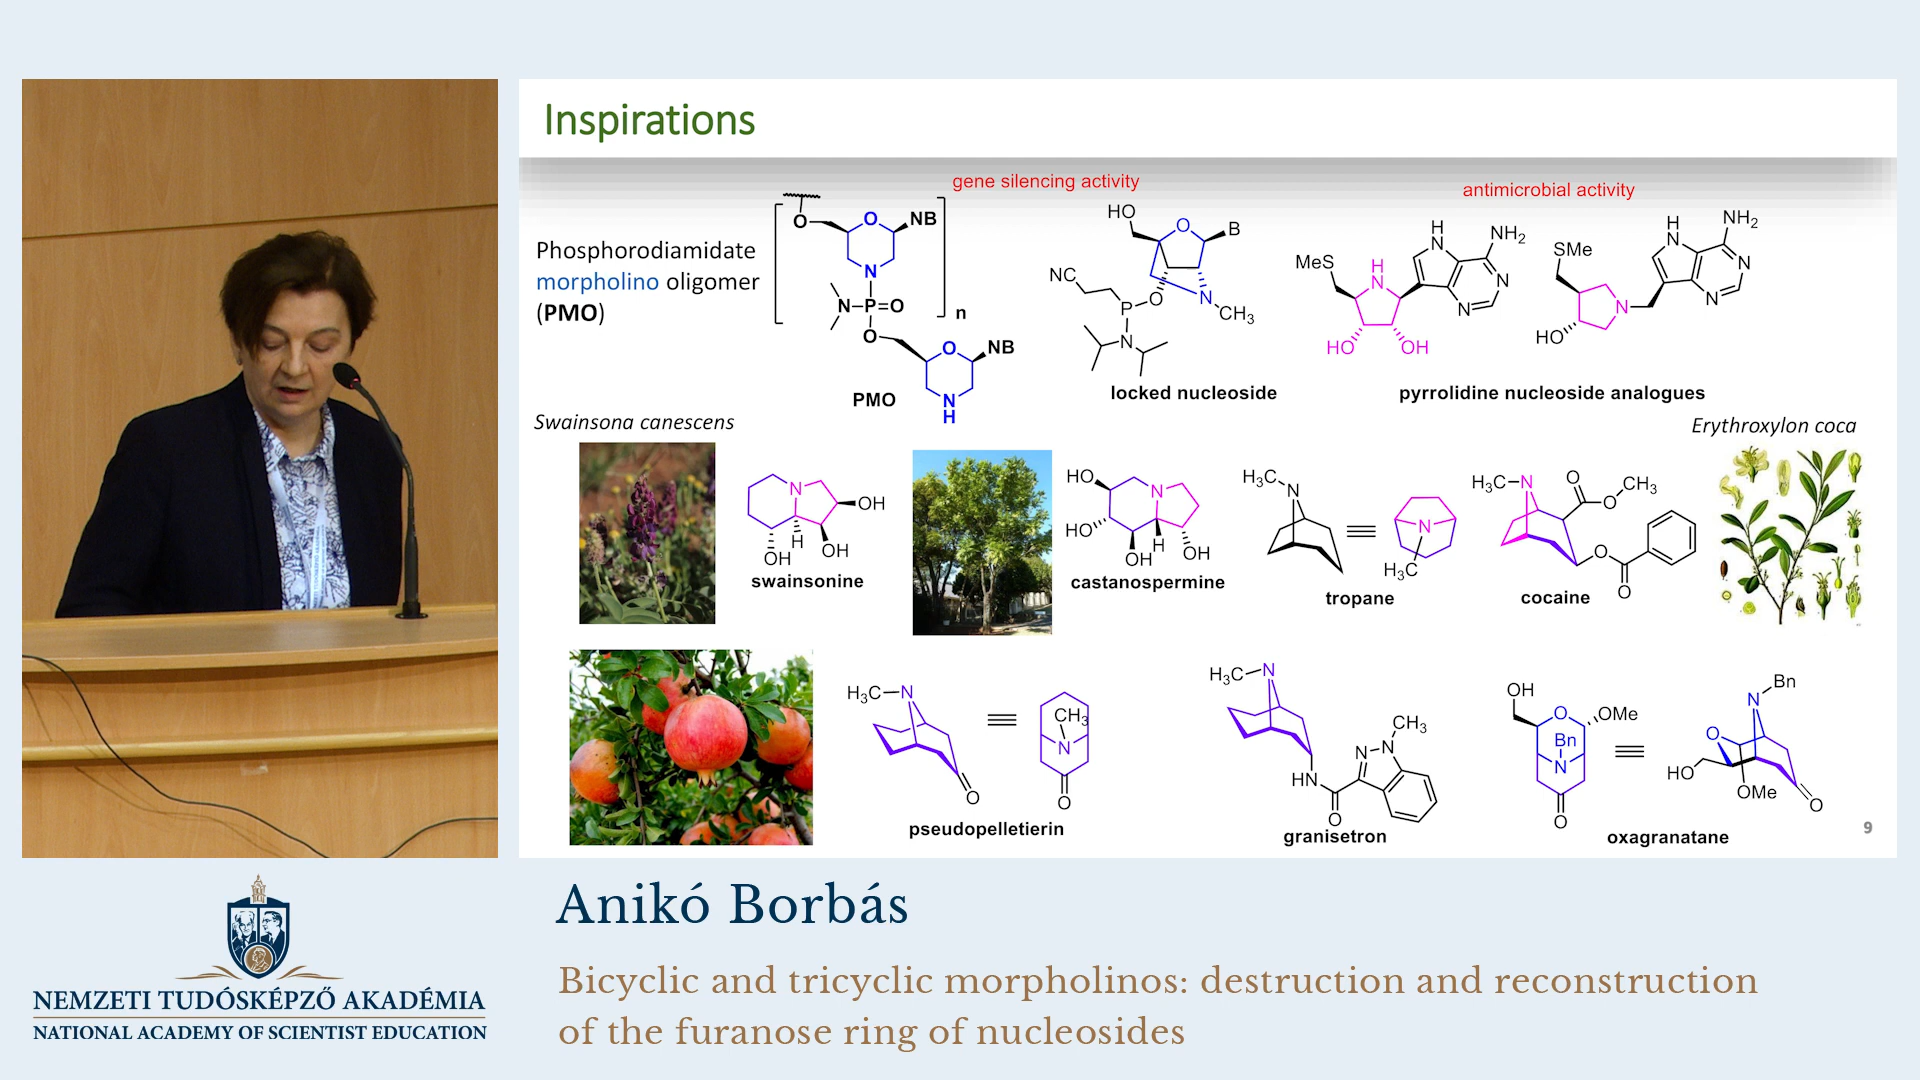 Inspirations
gene silencing activity
antimicrobial activity
Phosphorodiamidate
morpholino oligomer
(PMO)
O
O
NB
N
N
P=O
n
O
O
NB
N
H
PMO
HO
O
B
NC
O
P
N
CH3
N
locked nucleoside
MeS
H
N
H
N
NH2
N
N
HO
OH
SMe
H
N
NH2
N
N
N
HO
pyrrolidine nucleoside analogues
Swainsona canescens
Erythroxylon coca
N
OH
H
OH
OH
swainsonine
HO
N
HO
H
OH
OH
castanospermine
H3C
N
N
H3C
tropane
H3C
N
O
O
CH3
O
O
cocaine
H3C
N
O
CH3
N
O
pseudopelletierin
H3C
N
CH3
N
N
HN
O
granisetron
OH
O
OMe
Bn
N
O
Bn
N
O
HO
OMe
O
oxagranatane
9
Anikó Borbás
Bicyclic and tricyclic morpholinos: destruction and reconstruction
of the furanose ring of nucleosides
NEMZETI TUDÓSKÉPZŐ AKADÉMIA
NATIONAL ACADEMY OF SCIENTIST EDUCATION